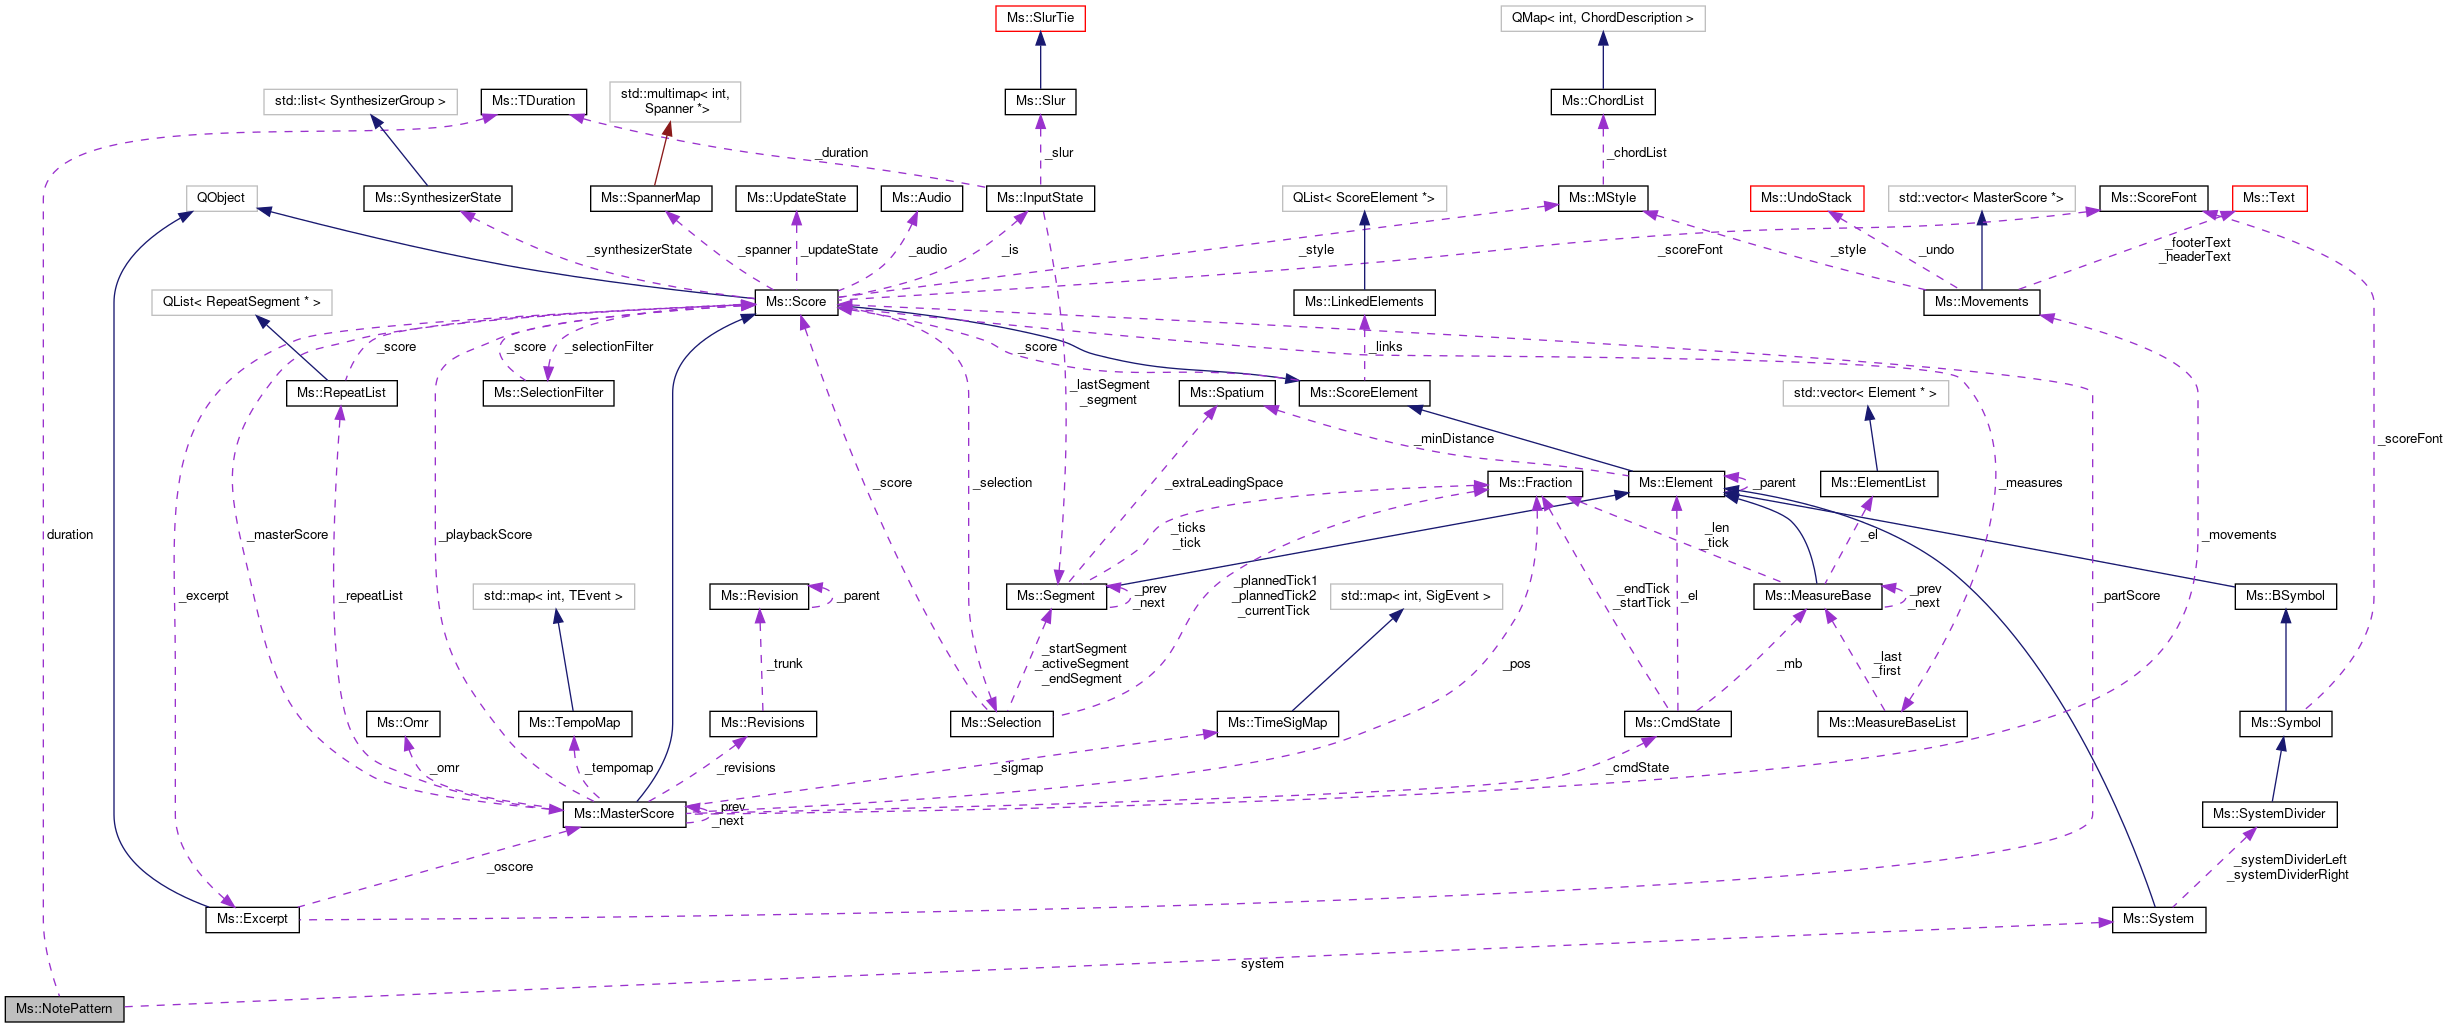 Ms::SlurTie
QMap< int, ChordDescription >
std::list< SynthesizerGroup >
Ms::TDuration
std::multimap< int,
Spanner *>
Ms::Slur
Ms::ChordList
_duration
_slur
_chordList
QObject
Ms::SynthesizerState
Ms::SpannerMap
Ms::UpdateState
Ms::Audio
Ms::InputState
QList< ScoreElement *>
Ms::MStyle
Ms::UndoStack
std::vector< MasterScore *>
Ms::ScoreFont
Ms::Text
_synthesizerState
_spanner
_updateState
_audio
_is
_style
_scoreFont
_style
_undo
_footerText
_headerText
QList< RepeatSegment * >
Ms::Score
Ms::LinkedElements
Ms::Movements
_score
_score
_selectionFilter
_score
_links
Ms::RepeatList
Ms::SelectionFilter
_lastSegment
_segment
Ms::Spatium
Ms::ScoreElement
std::vector< Element * >
_minDistance
_scoreFont
_score
_selection
_extraLeadingSpace
Ms::Fraction
Ms::Element
_parent
Ms::ElementList
_measures
duration
_masterScore
_playbackScore
_ticks
_tick
_len
_tick
_el
_movements
_excerpt
_repeatList
std::map< int, TEvent >
Ms::Revision
_parent
Ms::Segment
_prev
_next
_plannedTick1
_plannedTick2
_currentTick
std::map< int, SigEvent >
_endTick
_startTick
_el
Ms::MeasureBase
_prev
_next
_partScore
Ms::BSymbol
_trunk
_startSegment
_activeSegment
_endSegment
_pos
_mb
_last
_first
Ms::Omr
Ms::TempoMap
Ms::Revisions
Ms::Selection
Ms::TimeSigMap
Ms::CmdState
Ms::MeasureBaseList
Ms::Symbol
_omr
_tempomap
_revisions
_sigmap
_cmdState
Ms::MasterScore
_prev
_next
Ms::SystemDivider
_oscore
_systemDividerLeft
_systemDividerRight
Ms::Excerpt
Ms::System
system
Ms::NotePattern